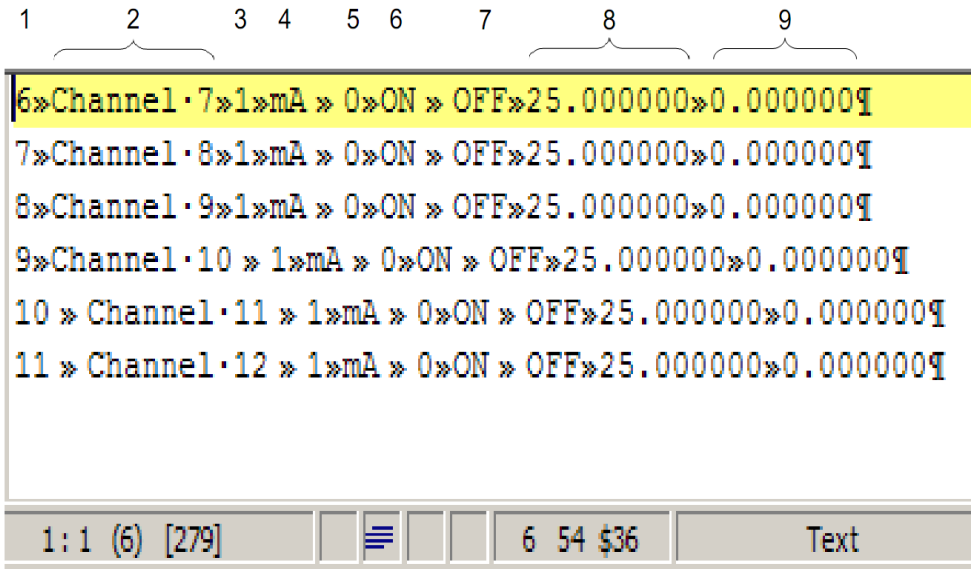 1 2 3 4 5 6 7 8 9
6»Channel·7»1»mA » 0»ON » OFF»25.000000»0.000000¶
7»Channel·8»1»mA » 0»ON » OFF»25.000000»0.000000¶
8»Channel·9»1»mA » 0»ON » OFF»25.000000»0.000000¶
9»Channel·10 » 1»mA » 0»ON » OFF»25.000000»0.000000¶
10 » Channel·11 » 1»mA » 0»ON » OFF»25.000000»0.000000¶
11 » Channel·12 » 1»mA » 0»ON » OFF»25.000000»0.000000¶
1:1 (6) [279] 6 54 $36 Text